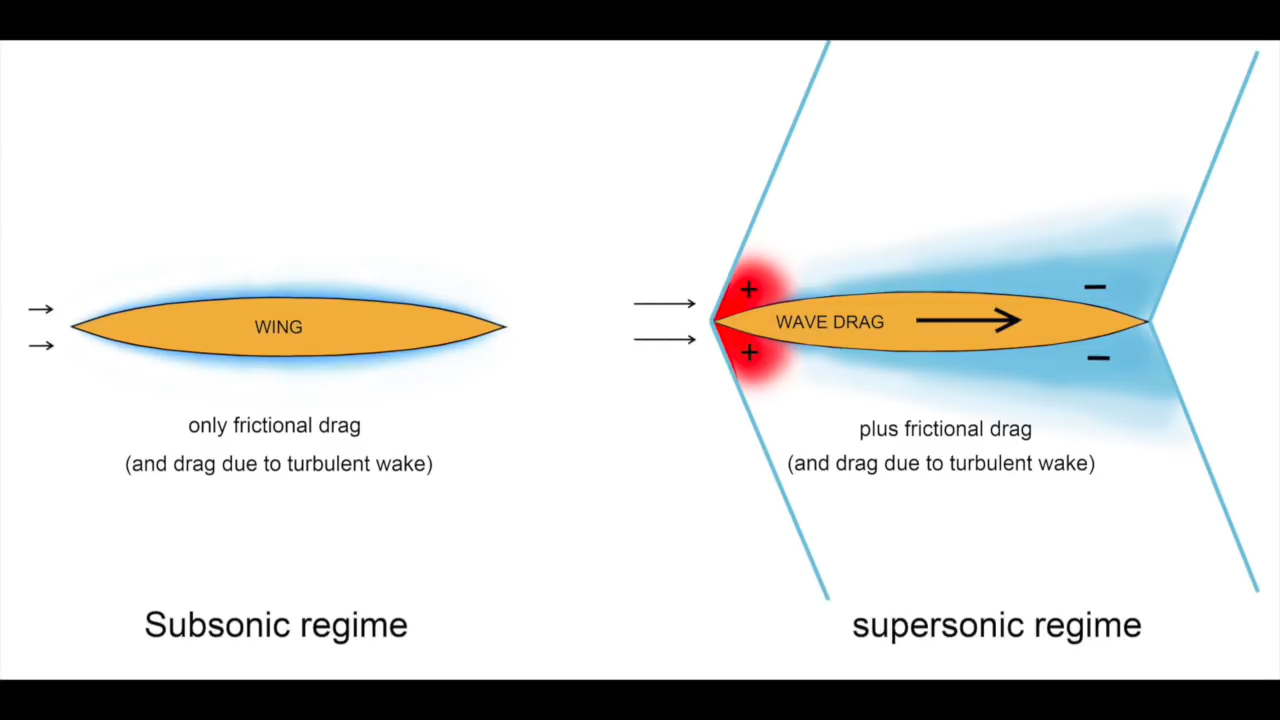 WING
only frictional drag
(and drag due to turbulent wake)
Subsonic regime
+
WAVE DRAG
+
−
−
plus frictional drag
(and drag due to turbulent wake)
supersonic regime